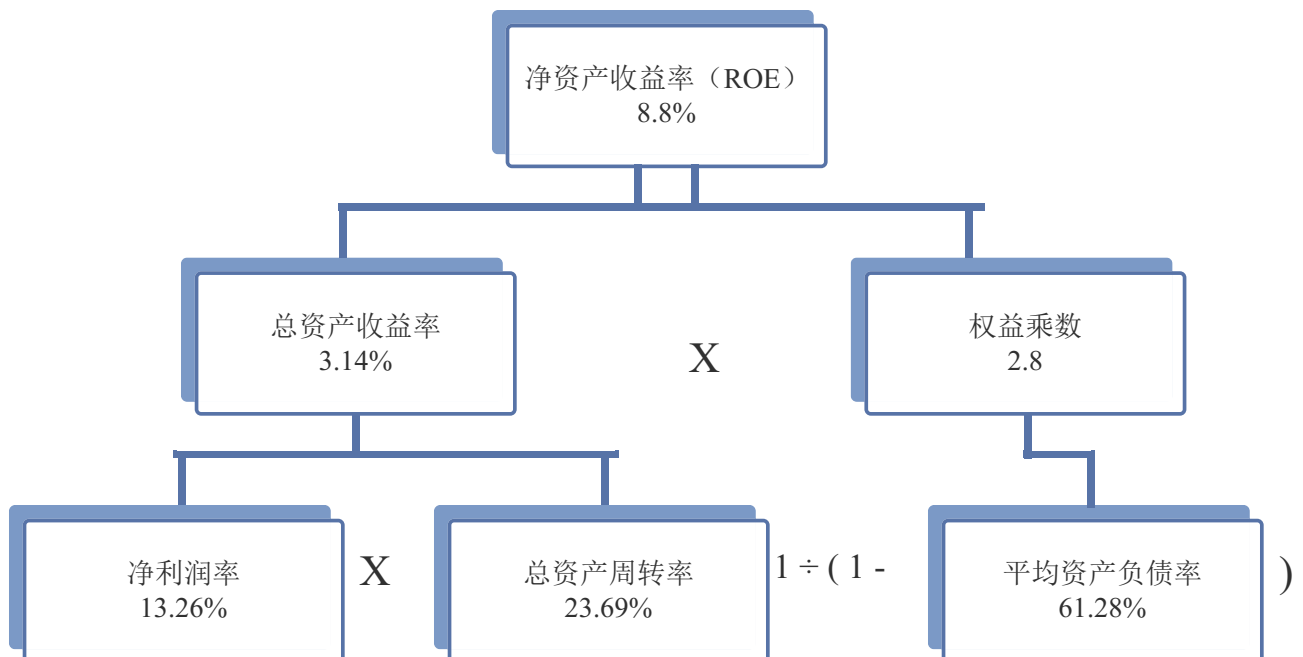 净资产收益率（ROE）
8.8%
总资产收益率
3.14%
X
权益乘数
2.8
净利润率
13.26%
X
总资产周转率
23.69%
1 ÷ ( 1 -
平均资产负债率
61.28%
)